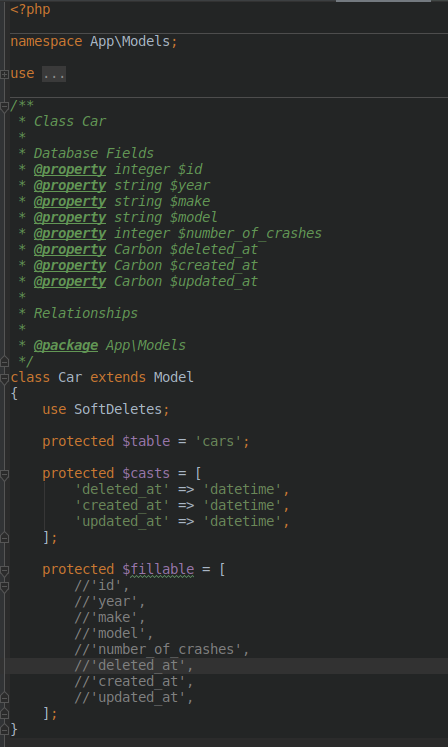 <?php
namespace App\Models;
use ...
/**
 * Class Car
 *
 * Database Fields
 * @property integer $id
 * @property string $year
 * @property string $make
 * @property string $model
 * @property integer $number_of_crashes
 * @property Carbon $deleted_at
 * @property Carbon $created_at
 * @property Carbon $updated_at
 *
 * Relationships
 *
 * @package App\Models
 */
class Car extends Model
{
    use SoftDeletes;
    protected $table = 'cars';
    protected $casts = [
        'deleted_at' => 'datetime',
        'created_at' => 'datetime',
        'updated_at' => 'datetime',
    ];
    protected $fillable = [
        //'id',
        //'year',
        //'make',
        //'model',
        //'number_of_crashes',
        //'deleted_at',
        //'created_at',
        //'updated_at',
    ];
}